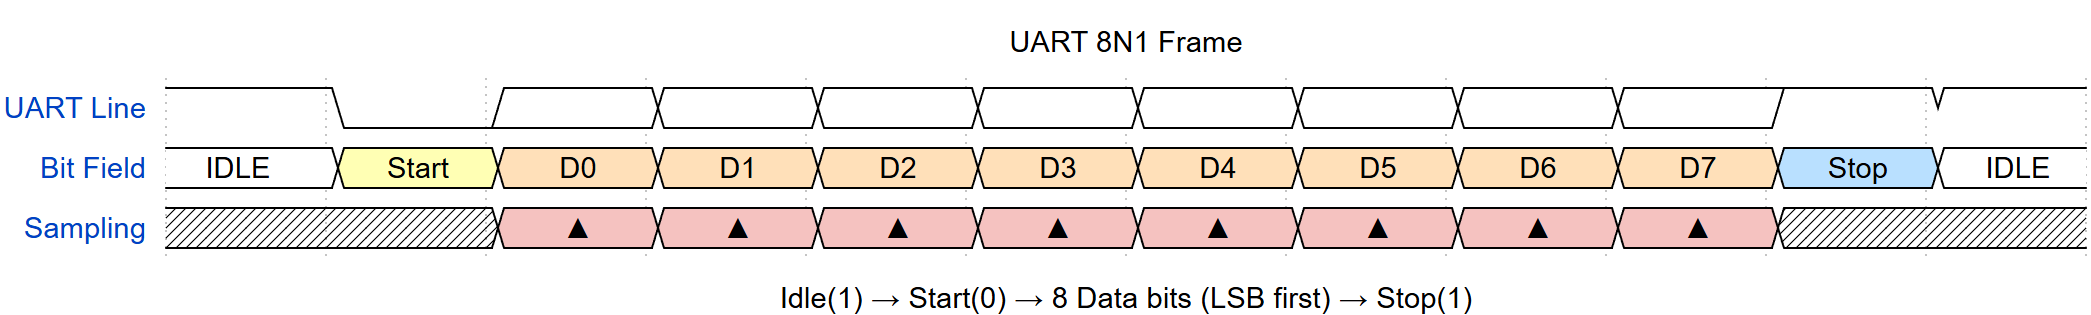 UART 8N1 Frame
UART Line
Bit Field IDLE Start D0 D1 D2 D3 D4 D5 D6 D7 Stop IDLE
Sampling ▲ ▲ ▲ ▲ ▲ ▲ ▲ ▲
Idle(1) → Start(0) → 8 Data bits (LSB first) → Stop(1)